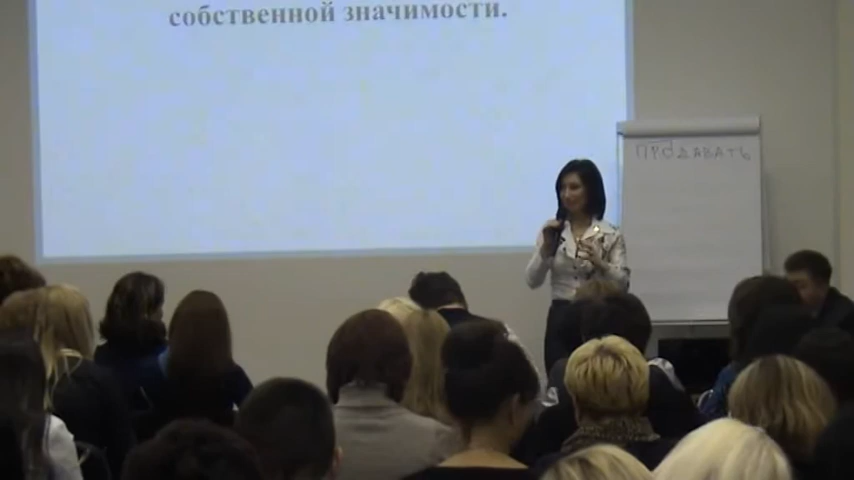 собственной значимости.
ПРОДАВАТЬ